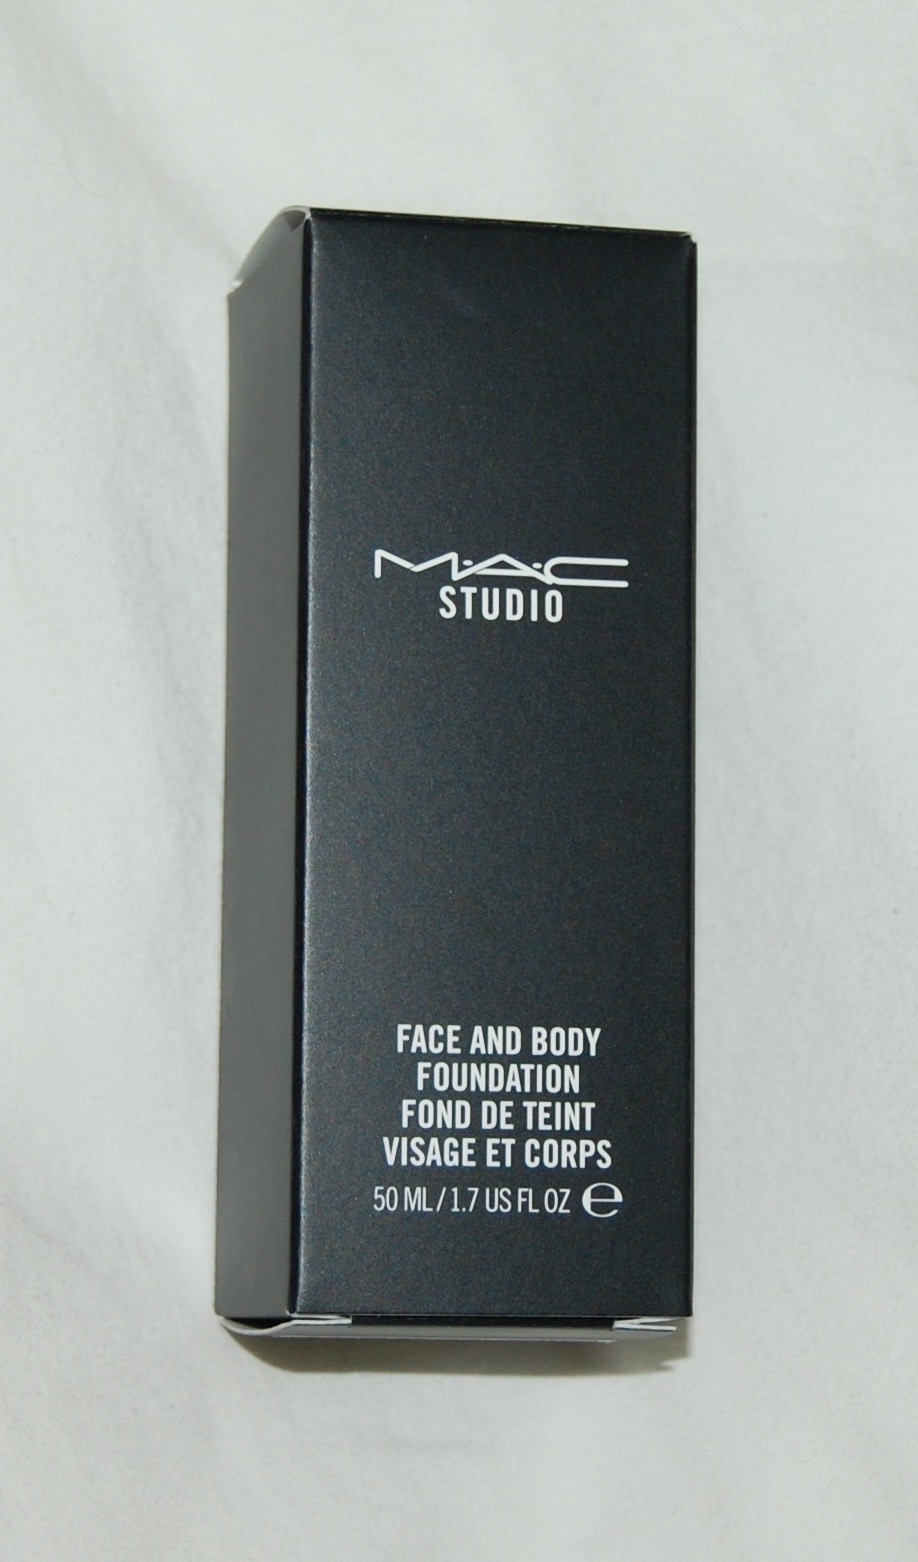 M·A·C
STUDIO
FACE AND BODY
FOUNDATION
FOND DE TEINT
VISAGE ET CORPS
50 ML / 1.7 US FL OZ ℮